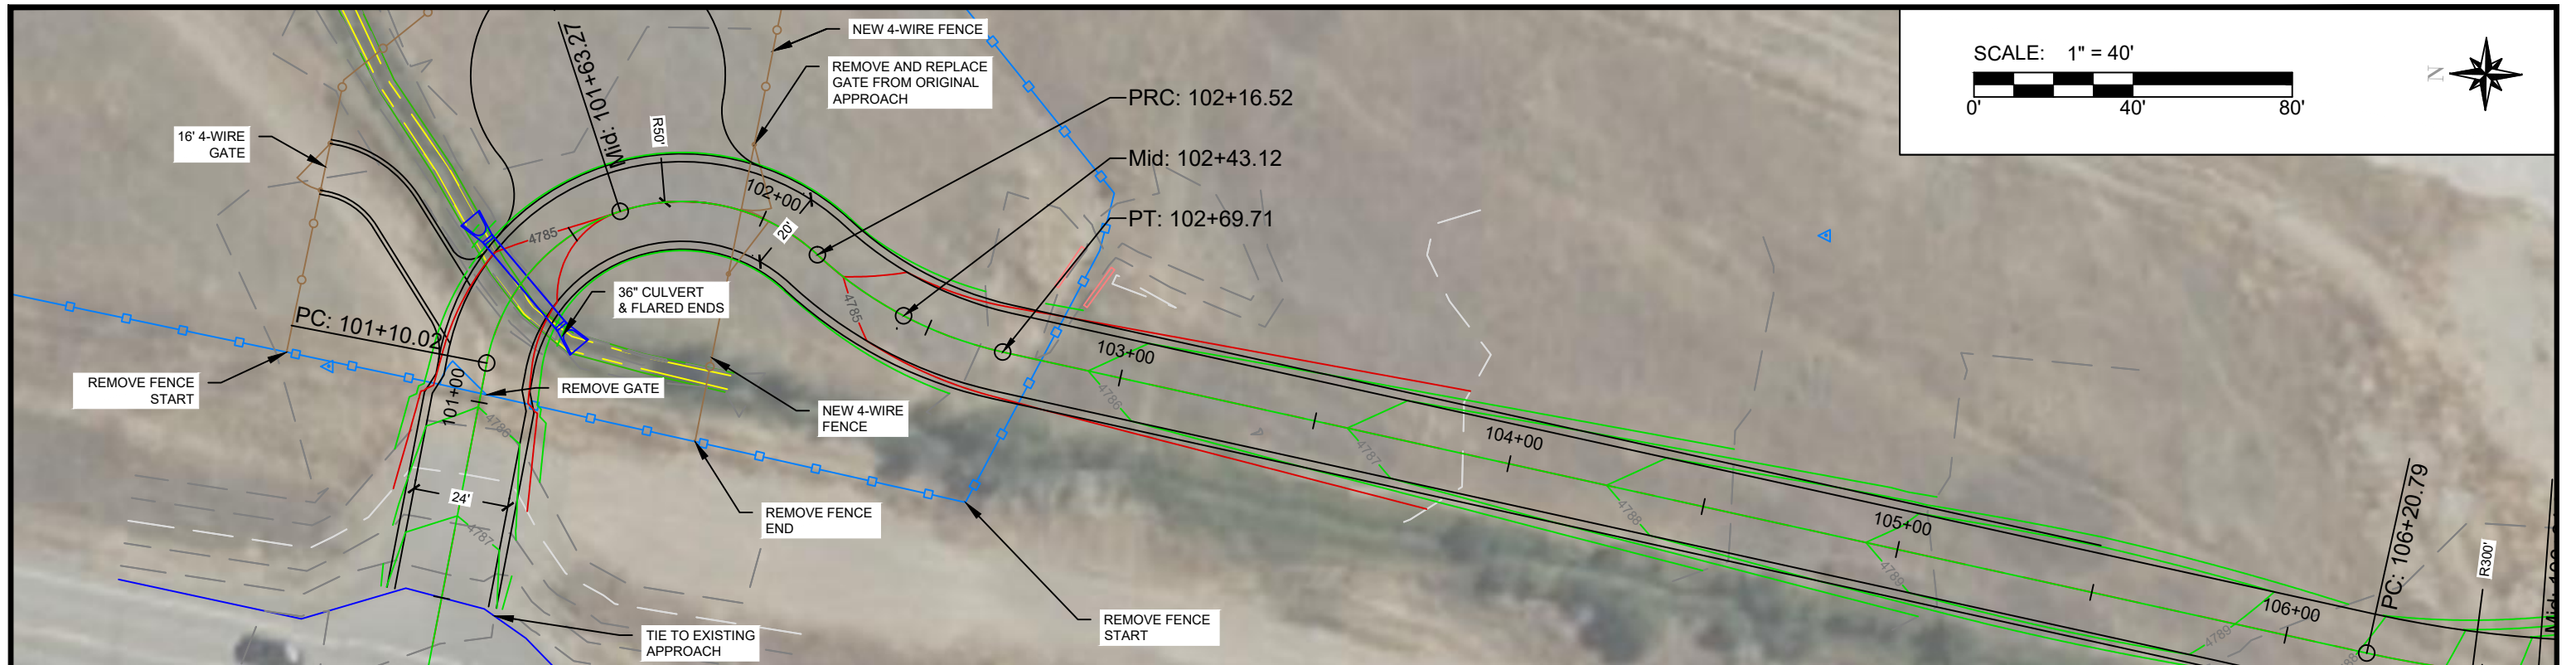 NEW 4-WIRE FENCE
REMOVE AND REPLACE
GATE FROM ORIGINAL
APPROACH
SCALE: 1" = 40'
0' 40' 80'
N
Mid: 101+63.27
R50'
PRC: 102+16.52
Mid: 102+43.12
PT: 102+69.71
16' 4-WIRE
GATE
102+00
20'
4785
36" CULVERT
& FLARED ENDS
PC: 101+10.02
4785
REMOVE FENCE
START
101+00
REMOVE GATE
103+00
4786
4786
NEW 4-WIRE
FENCE
104+00
4787
24'
REMOVE FENCE
END
4787
4788
105+00
4789
PC: 106+20.79
R300'
106+00
4789
REMOVE FENCE
START
TIE TO EXISTING
APPROACH